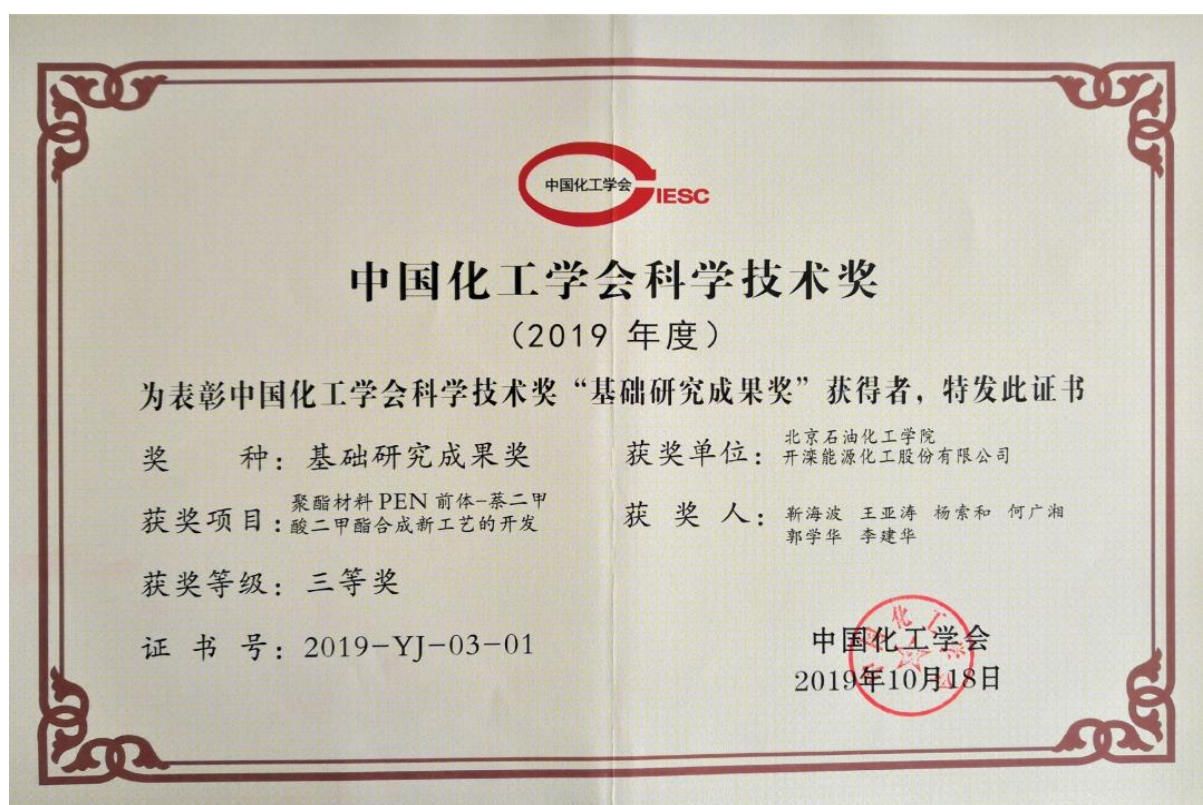 中国化工学会
IESC
中国化工学会科学技术奖
（2019 年度）
为表彰中国化工学会科学技术奖“基础研究成果奖”获得者，特发此证书
奖 种：基础研究成果奖
获奖项目：聚酯材料 PEN 前体-萘二甲
酸二甲酯合成新工艺的开发
获奖等级：三等奖
证 书 号：2019-YJ-03-01
获奖单位：北京石油化工学院
开滦能源化工股份有限公司
获 奖 人：靳海波 王亚涛 杨索和 何广湘
郭学华 李建华
中国化工学会
2019年10月18日
中国化工学会